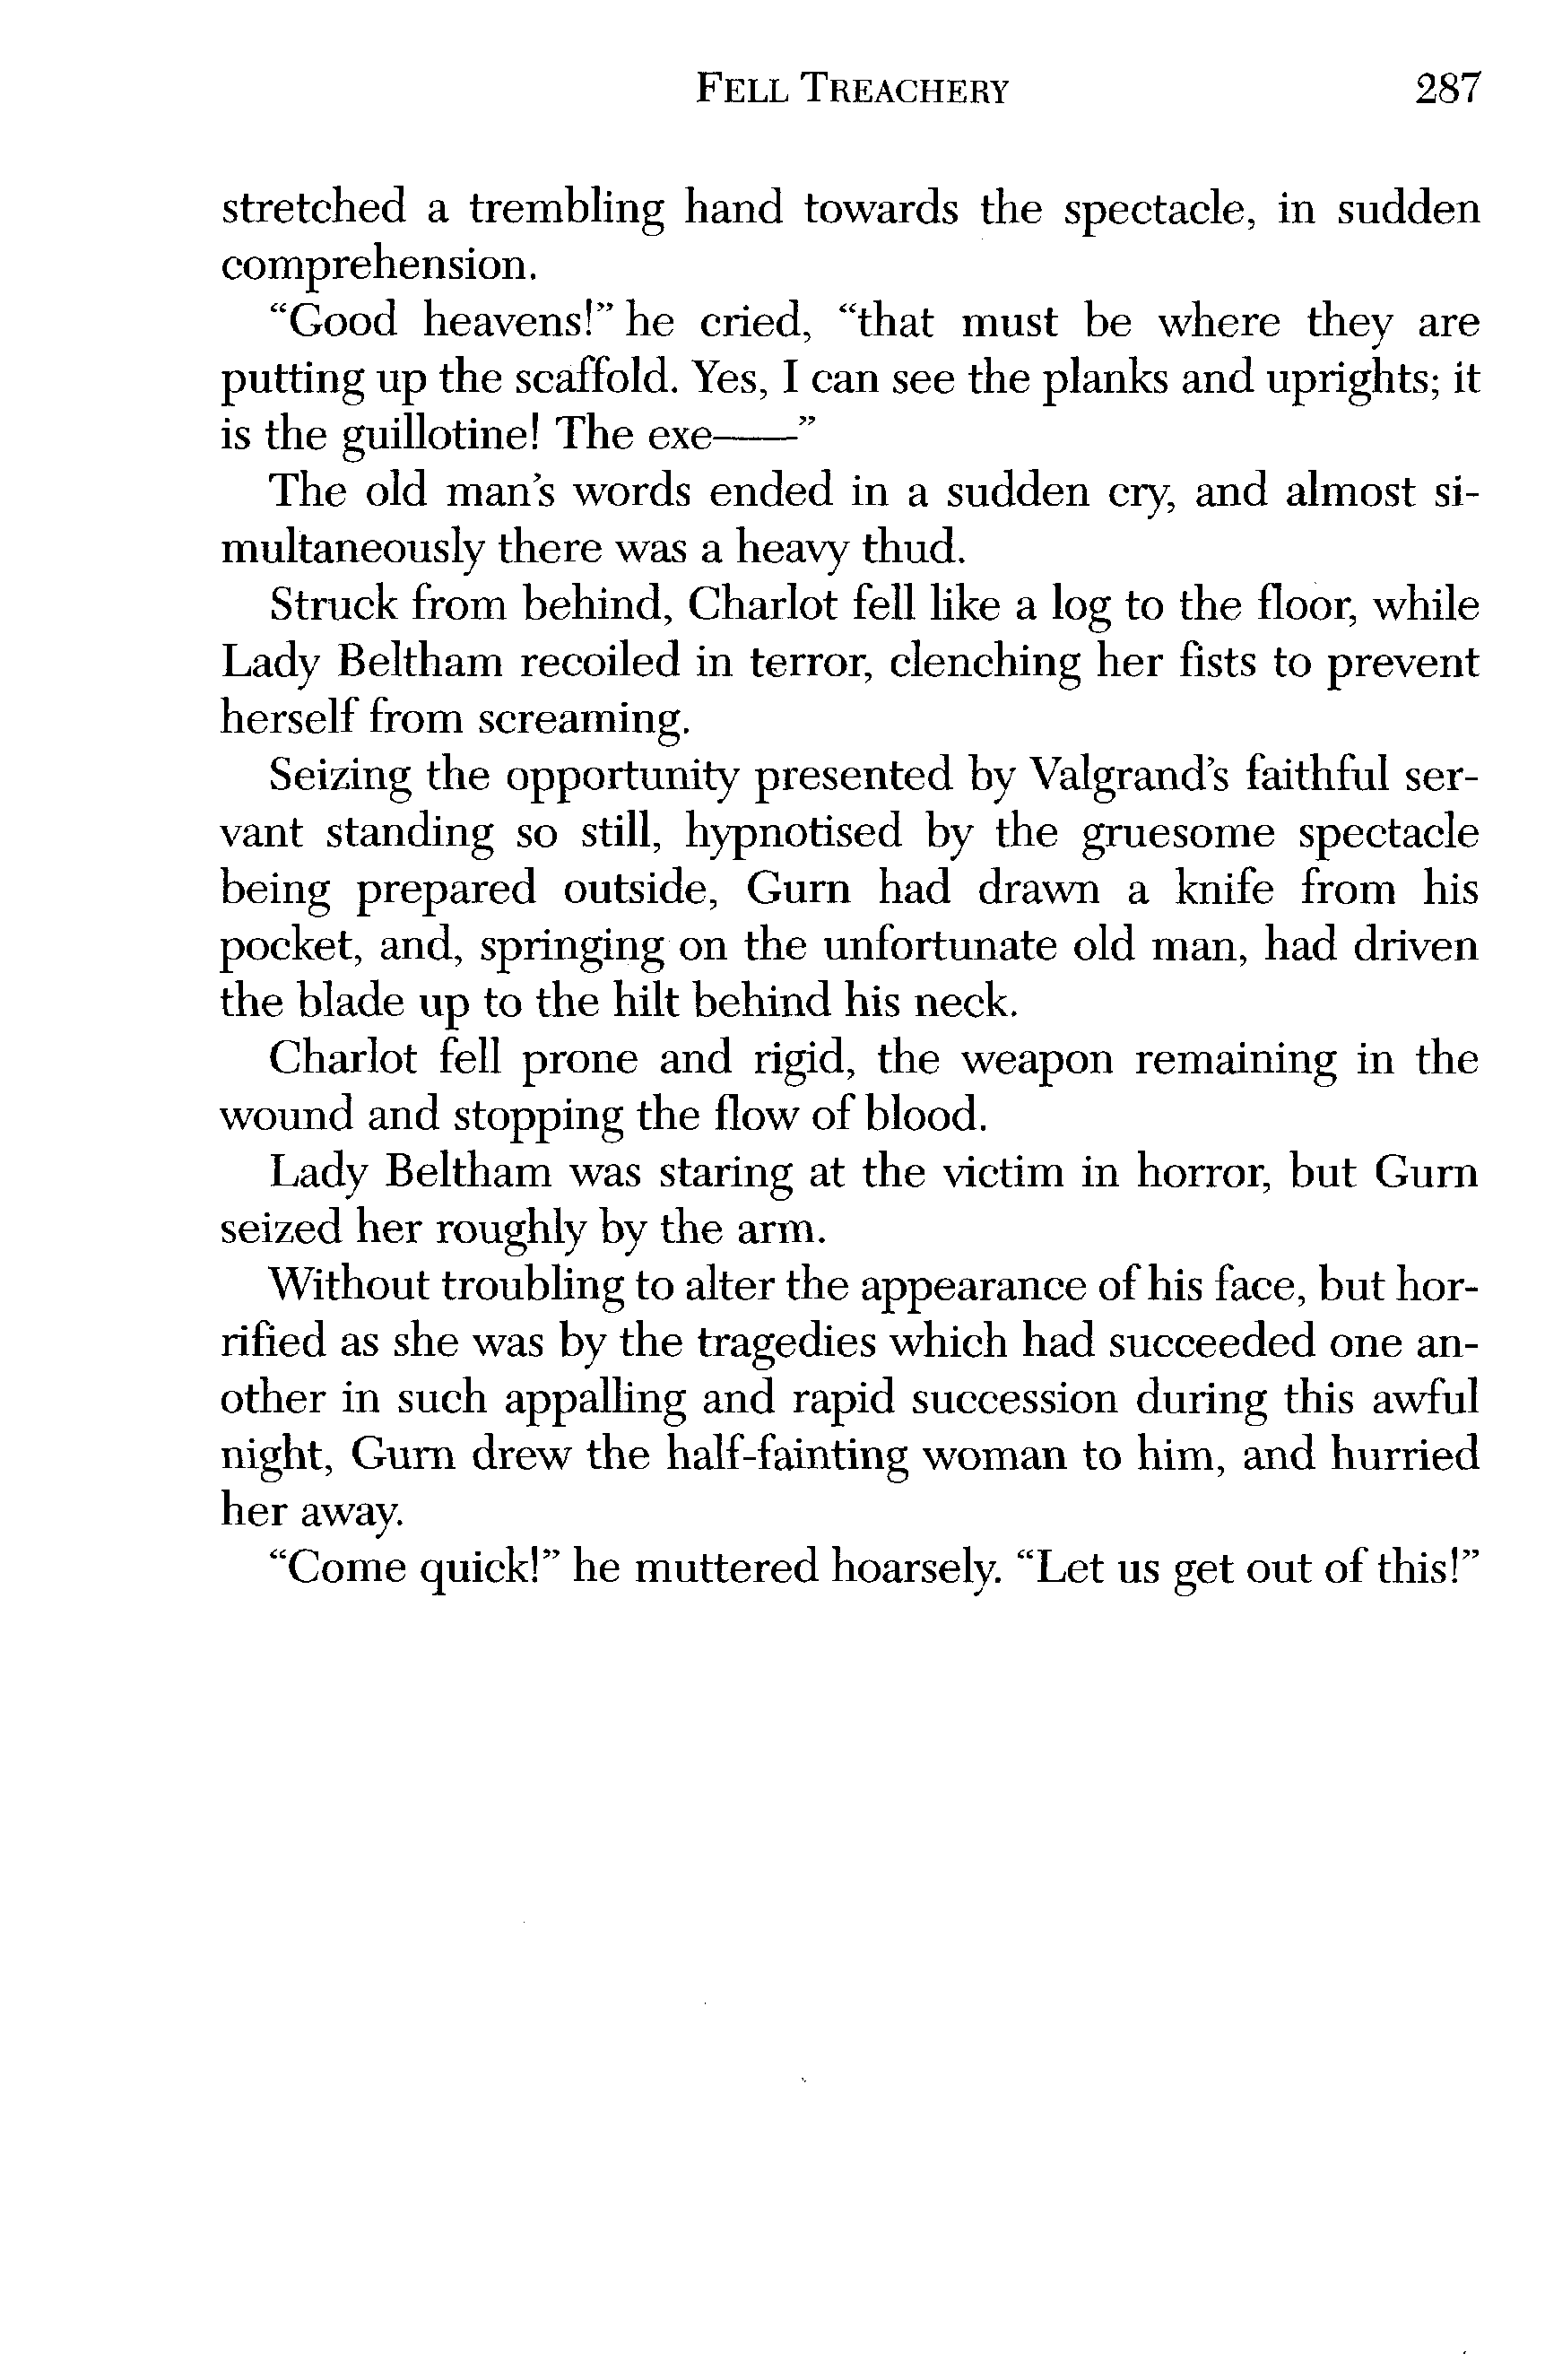 FELL TREACHERY 287
stretched a trembling hand towards the spectacle, in sudden
comprehension.
“Good heavens!” he cried, “that must be where they are
putting up the scaffold. Yes, I can see the planks and uprights; it
is the guillotine! The exe——”
The old man’s words ended in a sudden cry, and almost si-
multaneously there was a heavy thud.
Struck from behind, Charlot fell like a log to the floor, while
Lady Beltham recoiled in terror, clenching her fists to prevent
herself from screaming.
Seizing the opportunity presented by Valgrand’s faithful ser-
vant standing so still, hypnotised by the gruesome spectacle
being prepared outside, Gurn had drawn a knife from his
pocket, and, springing on the unfortunate old man, had driven
the blade up to the hilt behind his neck.
Charlot fell prone and rigid, the weapon remaining in the
wound and stopping the flow of blood.
Lady Beltham was staring at the victim in horror, but Gurn
seized her roughly by the arm.
Without troubling to alter the appearance of his face, but hor-
rified as she was by the tragedies which had succeeded one an-
other in such appalling and rapid succession during this awful
night, Gurn drew the half-fainting woman to him, and hurried
her away.
“Come quick!” he muttered hoarsely. “Let us get out of this!”